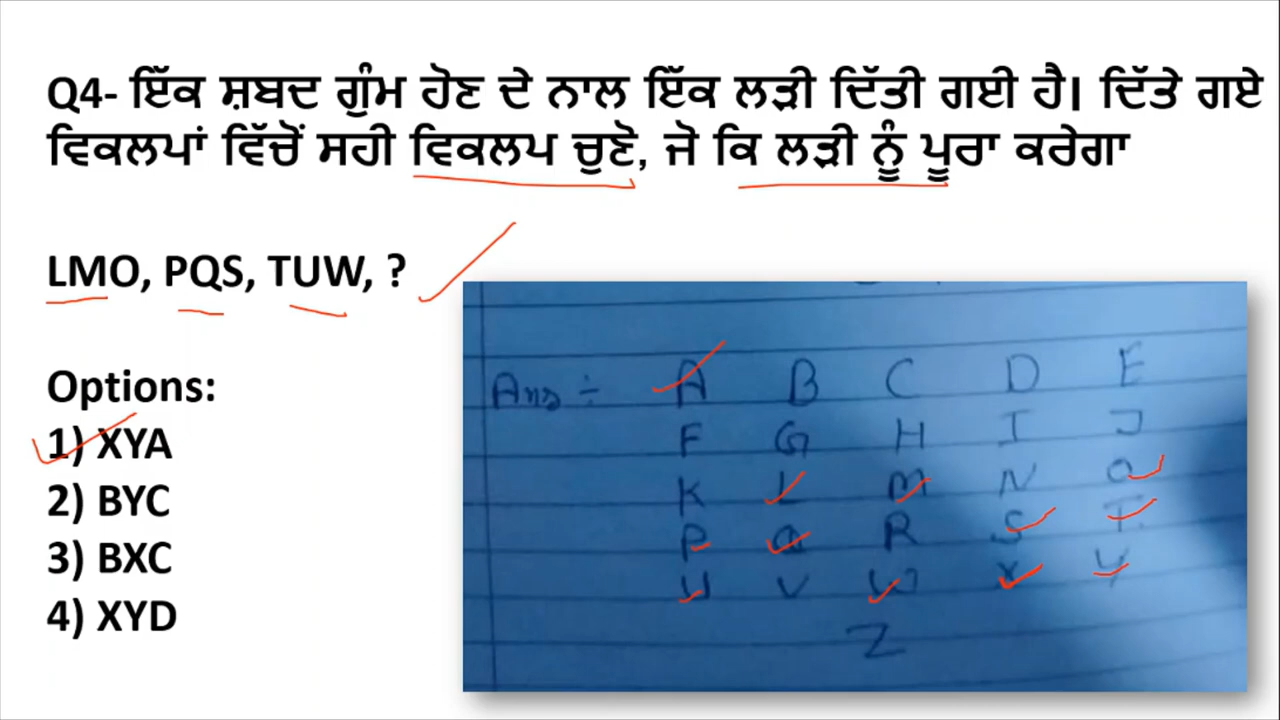 Q4- ਇੱਕ ਸ਼ਬਦ ਗੁੰਮ ਹੋਣ ਦੇ ਨਾਲ ਇੱਕ ਲੜੀ ਦਿੱਤੀ ਗਈ ਹੈ। ਦਿੱਤੇ ਗਏ
ਵਿਕਲਪਾਂ ਵਿੱਚੋਂ ਸਹੀ ਵਿਕਲਪ ਚੁਣੋ, ਜੋ ਕਿ ਲੜੀ ਨੂੰ ਪੂਰਾ ਕਰੇਗਾ
LMO, PQS, TUW, ?
Options:
1) XYA
2) BYC
3) BXC
4) XYD
Ans ÷ A B C D E
F G H I J
K L M N O
P Q R S T
U V W X Y
Z